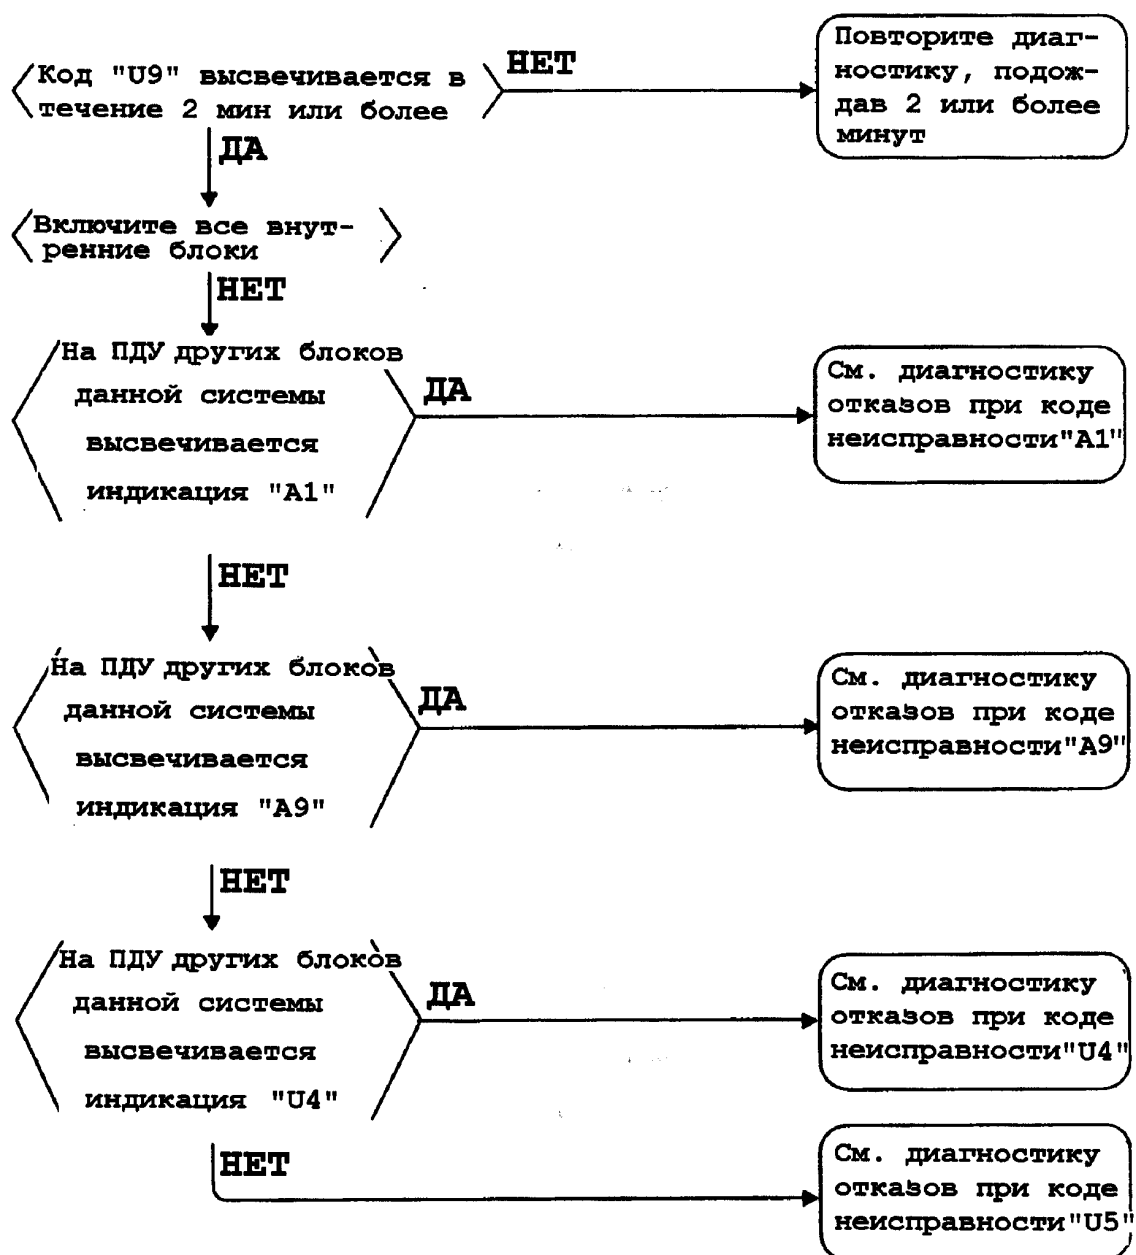 Код "U9" высвечивается в
течение 2 мин или более
НЕТ
Повторите диаг-
ностику, подож-
дав 2 или более
минут
ДА
Включите все внут-
ренние блоки
НЕТ
На ПДУ других блоков
данной системы
высвечивается
индикация "A1"
ДА
См. диагностику
отказов при коде
неисправности"A1"
НЕТ
На ПДУ других блоков
данной системы
высвечивается
индикация "A9"
ДА
См. диагностику
отказов при коде
неисправности"A9"
НЕТ
На ПДУ других блоков
данной системы
высвечивается
индикация "U4"
ДА
См. диагностику
отказов при коде
неисправности"U4"
НЕТ
См. диагностику
отказов при коде
неисправности"U5"